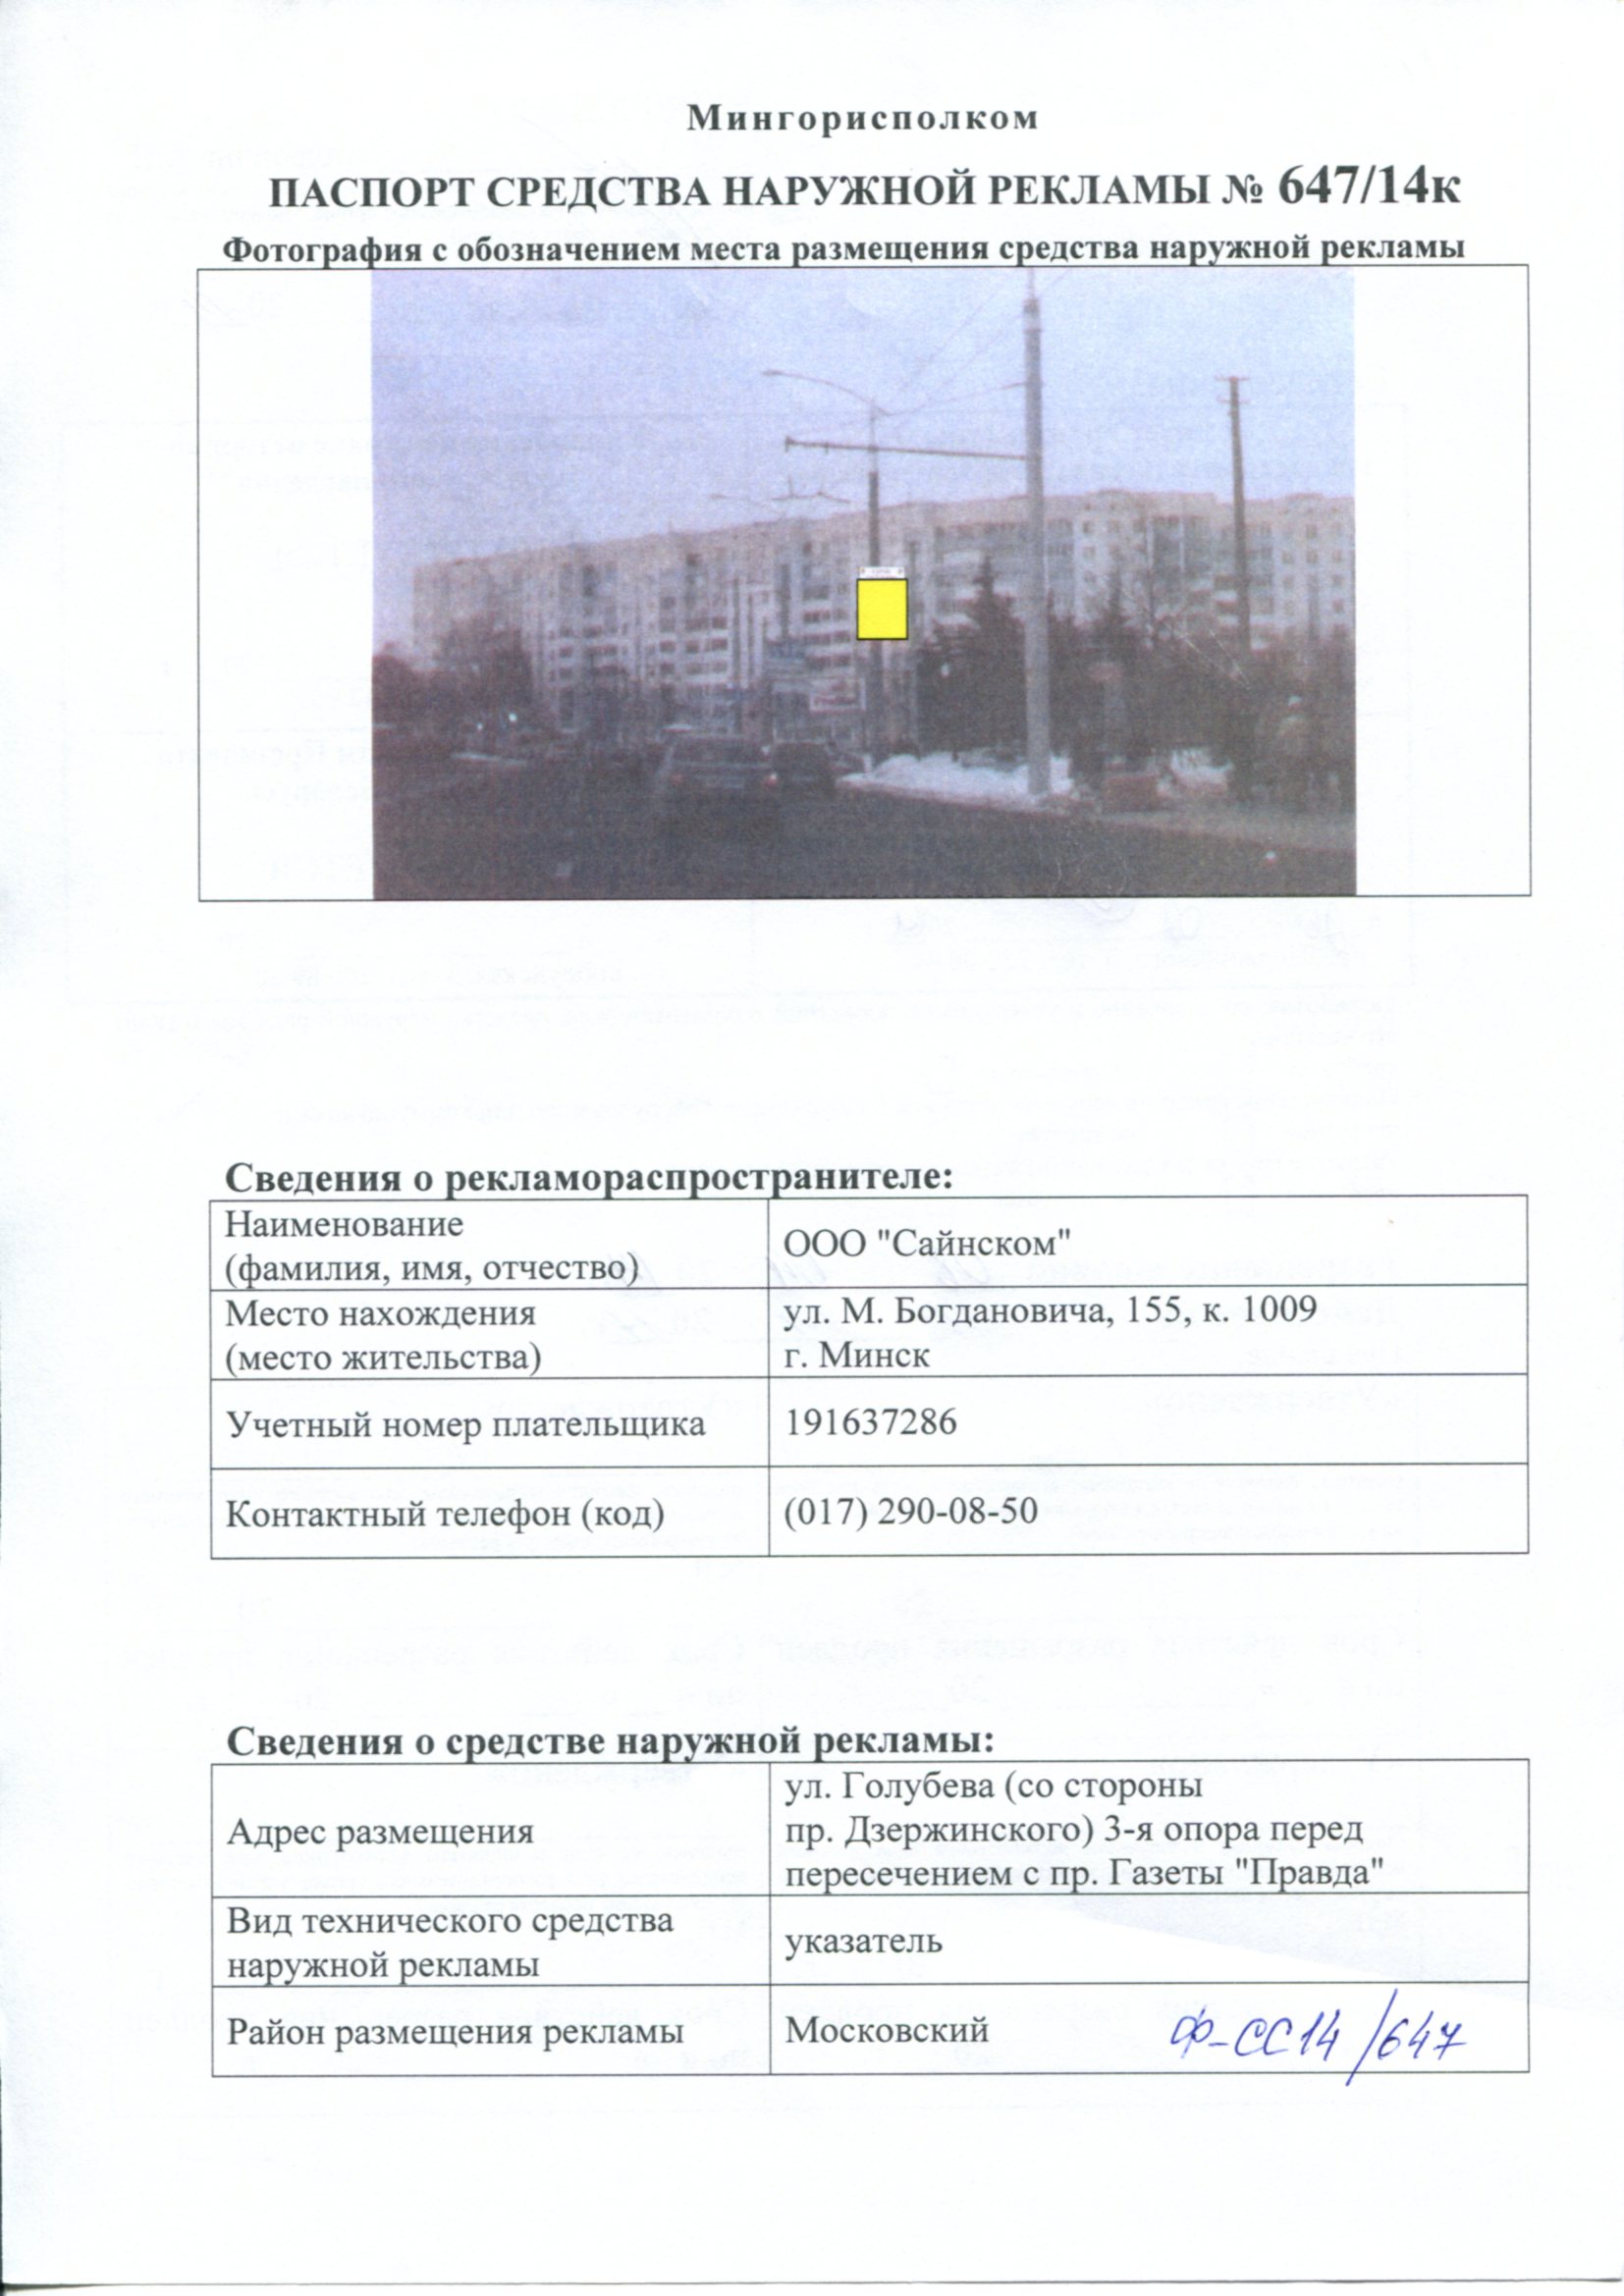 Мингорисполком
ПАСПОРТ СРЕДСТВА НАРУЖНОЙ РЕКЛАМЫ № 647/14к
Фотография с обозначением места размещения средства наружной рекламы
Сведения о рекламораспространителе:
Наименование
(фамилия, имя, отчество)
ООО "Сайнском"
Место нахождения
(место жительства)
ул. М. Богдановича, 155, к. 1009
г. Минск
Учетный номер плательщика
191637286
Контактный телефон (код)
(017) 290-08-50
Сведения о средстве наружной рекламы:
Адрес размещения
ул. Голубева (со стороны
пр. Дзержинского) 3-я опора перед
пересечением с пр. Газеты "Правда"
Вид технического средства
наружной рекламы
указатель
Район размещения рекламы
Московский
Ф-СС14/647